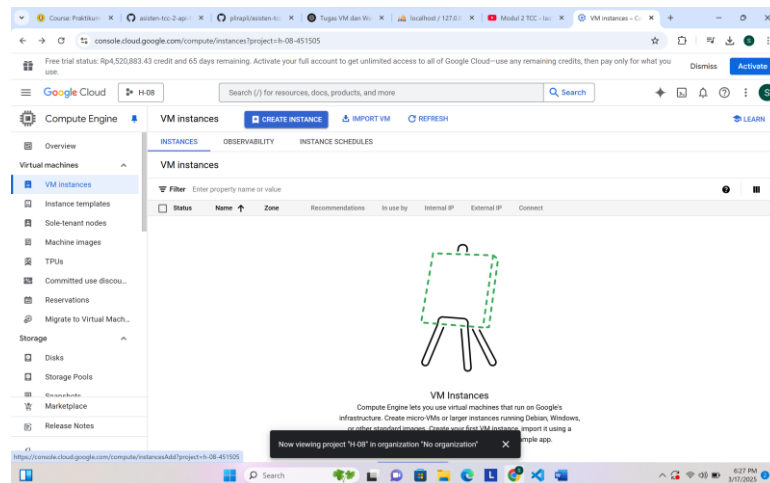 Course: Praktikum
asisten-tcc-2-api
plirapli/asisten-tcc
Tugas VM dan We
localhost / 127.0.
Modul 2 TCC -
VM instances – C
console.cloud.google.com/compute/instances?project=h-08-451505
Free trial status: Rp4,520,883.43 credit and 65 days remaining. Activate your full account to get unlimited access to all of Google Cloud—use any remaining credits, then pay only for what you
use.
Dismiss
Activate
Google Cloud
H-08
Search (/) for resources, docs, products, and more
Search
S
Compute Engine
VM instances
CREATE INSTANCE
IMPORT VM
REFRESH
LEARN
INSTANCES
OBSERVABILITY
INSTANCE SCHEDULES
Overview
Virtual machines
VM instances
Instance templates
Sole-tenant nodes
Machine images
TPUs
Committed use discou...
Reservations
Migrate to Virtual Mach...
Storage
Disks
Storage Pools
Snapshots
Marketplace
Release Notes
VM instances
Filter Enter property name or value
Status Name Zone Recommendations In use by Internal IP External IP Connect
VM Instances
Compute Engine lets you use virtual machines that run on Google's
infrastructure. Create micro-VMs or larger instances running Debian, Windows,
or other standard images. Create your first VM instance, import it using a
mple app.
Now viewing project "H-08" in organization "No organization"
https://console.cloud.google.com/compute/instancesAdd?project=h-08-451505
Search
6:27 PM
3/17/2025